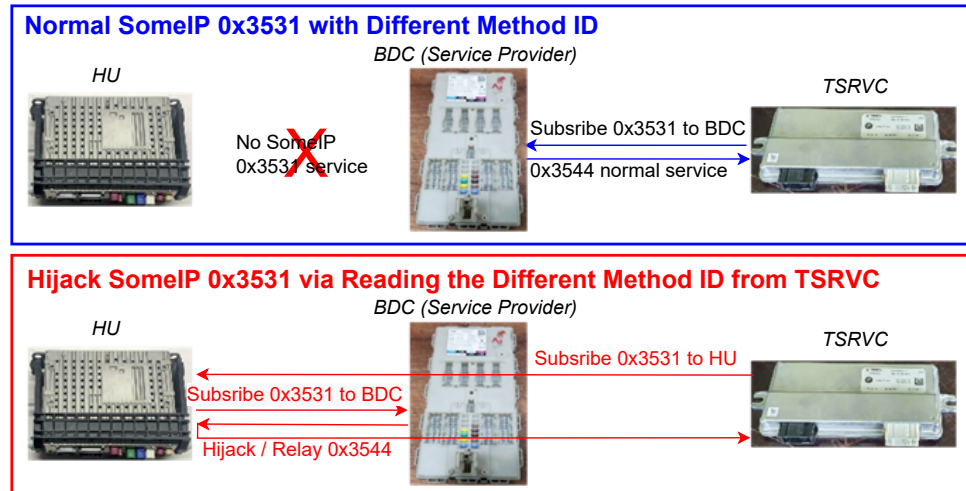 Normal SomeIP 0x3531 with Different Method ID
BDC (Service Provider)
HU
TSRVC
No SomeIP
0x3531 service
Subsribe 0x3531 to BDC
0x3544 normal service
Hijack SomeIP 0x3531 via Reading the Different Method ID from TSRVC
BDC (Service Provider)
HU
TSRVC
Subsribe 0x3531 to HU
Subsribe 0x3531 to BDC
Hijack / Relay 0x3544